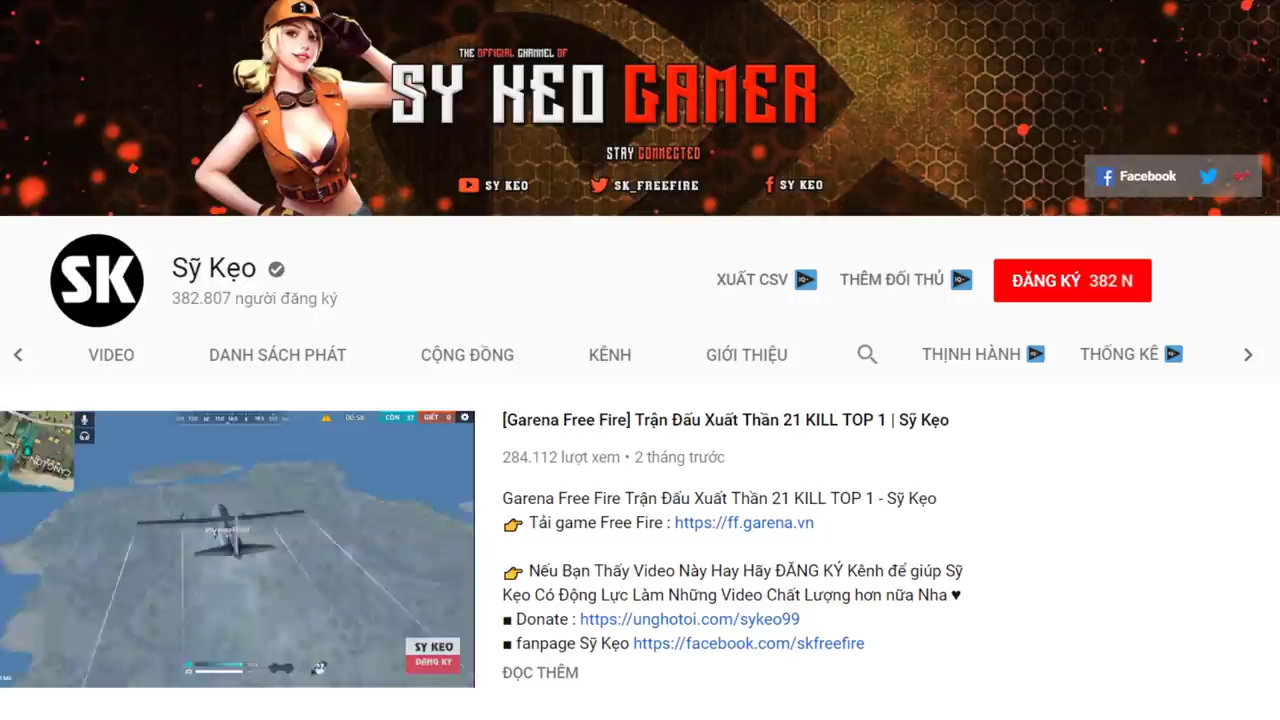 THE OFFICIAL CHANNEL OF
SY KEO GAMER
STAY CONNECTED
SY KEO SK_FREEFIRE SY KEO
Facebook
SK
Sỹ Kẹo
382.807 người đăng ký
XUẤT CSV THÊM ĐỐI THỦ ĐĂNG KÝ 382 N
VIDEO DANH SÁCH PHÁT CỘNG ĐỒNG KÊNH GIỚI THIỆU THỊNH HÀNH THỐNG KÊ
CÒN 37 GIẾT 0
SY KEO
ĐĂNG KÝ
[Garena Free Fire] Trận Đấu Xuất Thần 21 KILL TOP 1 | Sỹ Kẹo
284.112 lượt xem • 2 tháng trước
Garena Free Fire Trận Đấu Xuất Thần 21 KILL TOP 1 - Sỹ Kẹo
👉 Tải game Free Fire : https://ff.garena.vn
👉 Nếu Bạn Thấy Video Này Hay Hãy ĐĂNG KÝ Kênh để giúp Sỹ
Kẹo Có Động Lực Làm Những Video Chất Lượng hơn nữa Nha ♥
■ Donate : https://unghotoi.com/sykeo99
■ fanpage Sỹ Kẹo https://facebook.com/skfreefire
ĐỌC THÊM